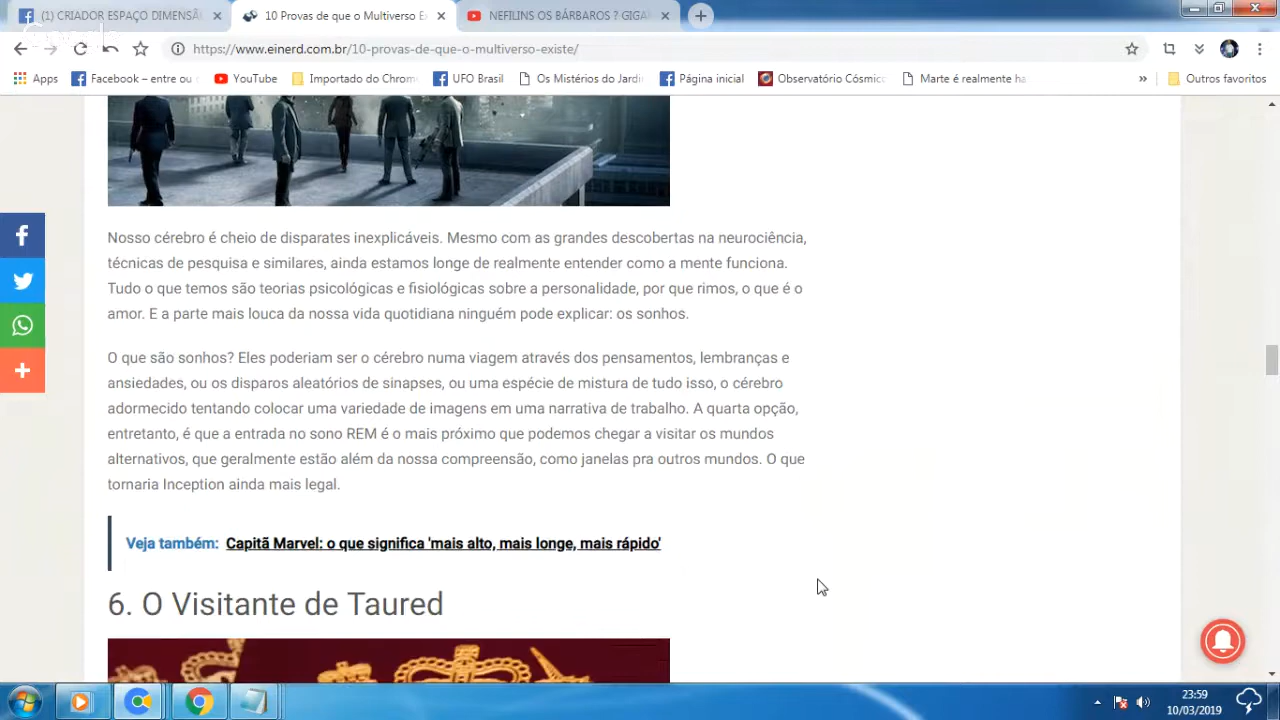 (1) CRIADOR ESPAÇO DIMENSÃ
10 Provas de que o Multiverso E
NEFILINS OS BÁRBAROS ? GIGA
https://www.einerd.com.br/10-provas-de-que-o-multiverso-existe/
Apps
Facebook – entre ou
YouTube
Importado do Chrom
UFO Brasil
Os Mistérios do Jardi
Página inicial
Observatório Cósmic
Marte é realmente ha
»
Outros favoritos
Nosso cérebro é cheio de disparates inexplicáveis. Mesmo com as grandes descobertas na neurociência,
técnicas de pesquisa e similares, ainda estamos longe de realmente entender como a mente funciona.
Tudo o que temos são teorias psicológicas e fisiológicas sobre a personalidade, por que rimos, o que é o
amor. E a parte mais louca da nossa vida quotidiana ninguém pode explicar: os sonhos.
O que são sonhos? Eles poderiam ser o cérebro numa viagem através dos pensamentos, lembranças e
ansiedades, ou os disparos aleatórios de sinapses, ou uma espécie de mistura de tudo isso, o cérebro
adormecido tentando colocar uma variedade de imagens em uma narrativa de trabalho. A quarta opção,
entretanto, é que a entrada no sono REM é o mais próximo que podemos chegar a visitar os mundos
alternativos, que geralmente estão além da nossa compreensão, como janelas pra outros mundos. O que
tornaria Inception ainda mais legal.
Veja também: Capitã Marvel: o que significa 'mais alto, mais longe, mais rápido'
6. O Visitante de Taured
23:59
10/03/2019